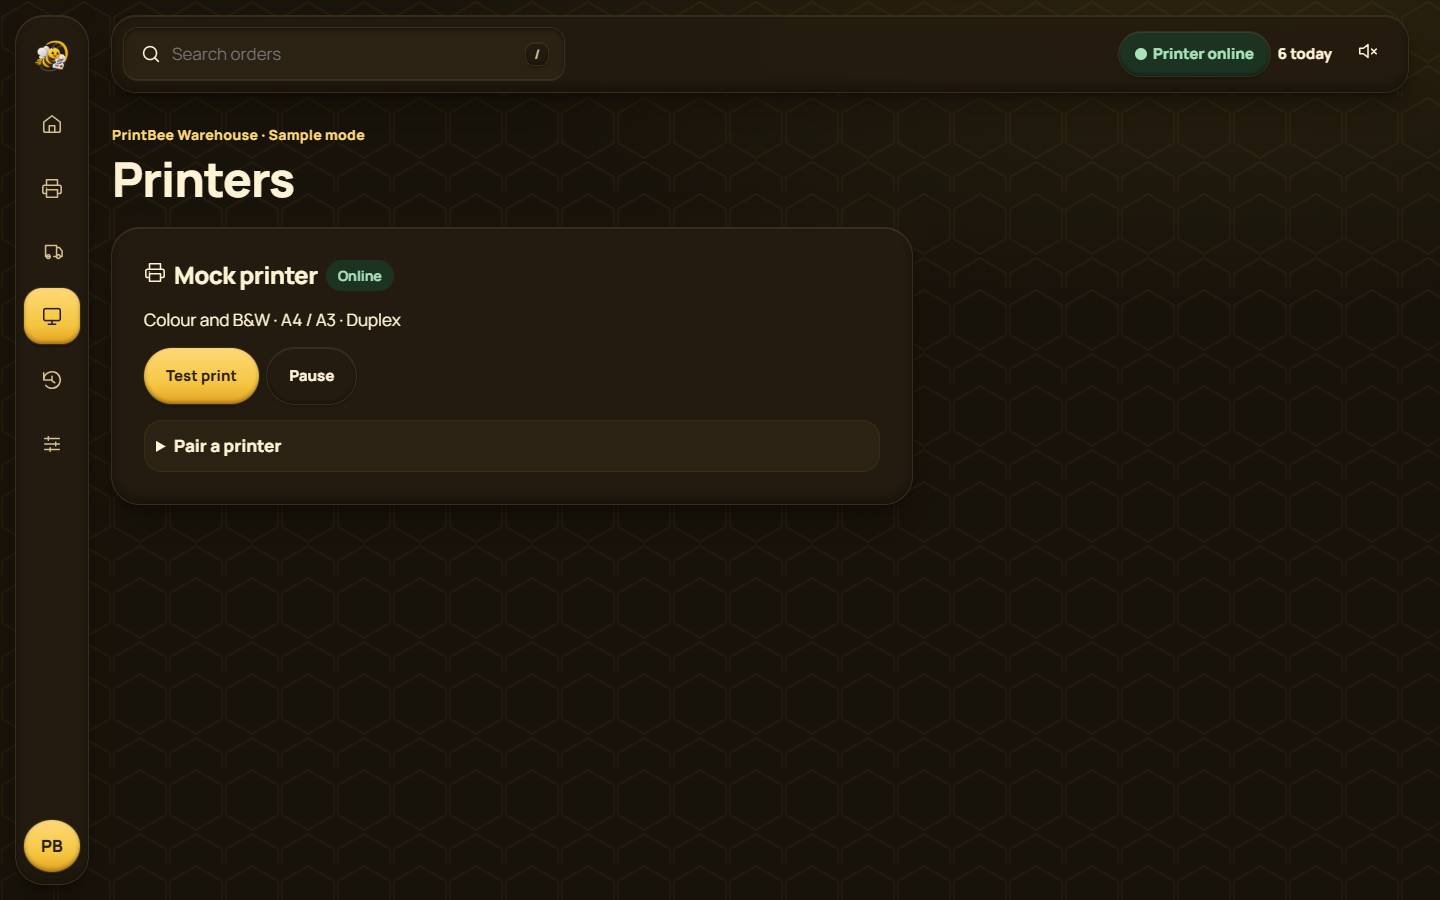 Search orders
/
Printer online
6 today
PrintBee Warehouse · Sample mode
Printers
Mock printer
Online
Colour and B&W · A4 / A3 · Duplex
Test print
Pause
Pair a printer
PB